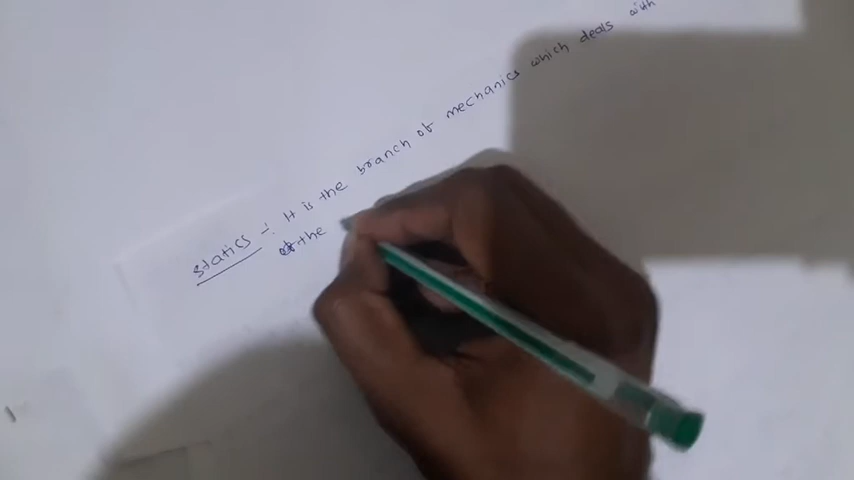 Statics :- It is the branch of mechanics which deals with
the